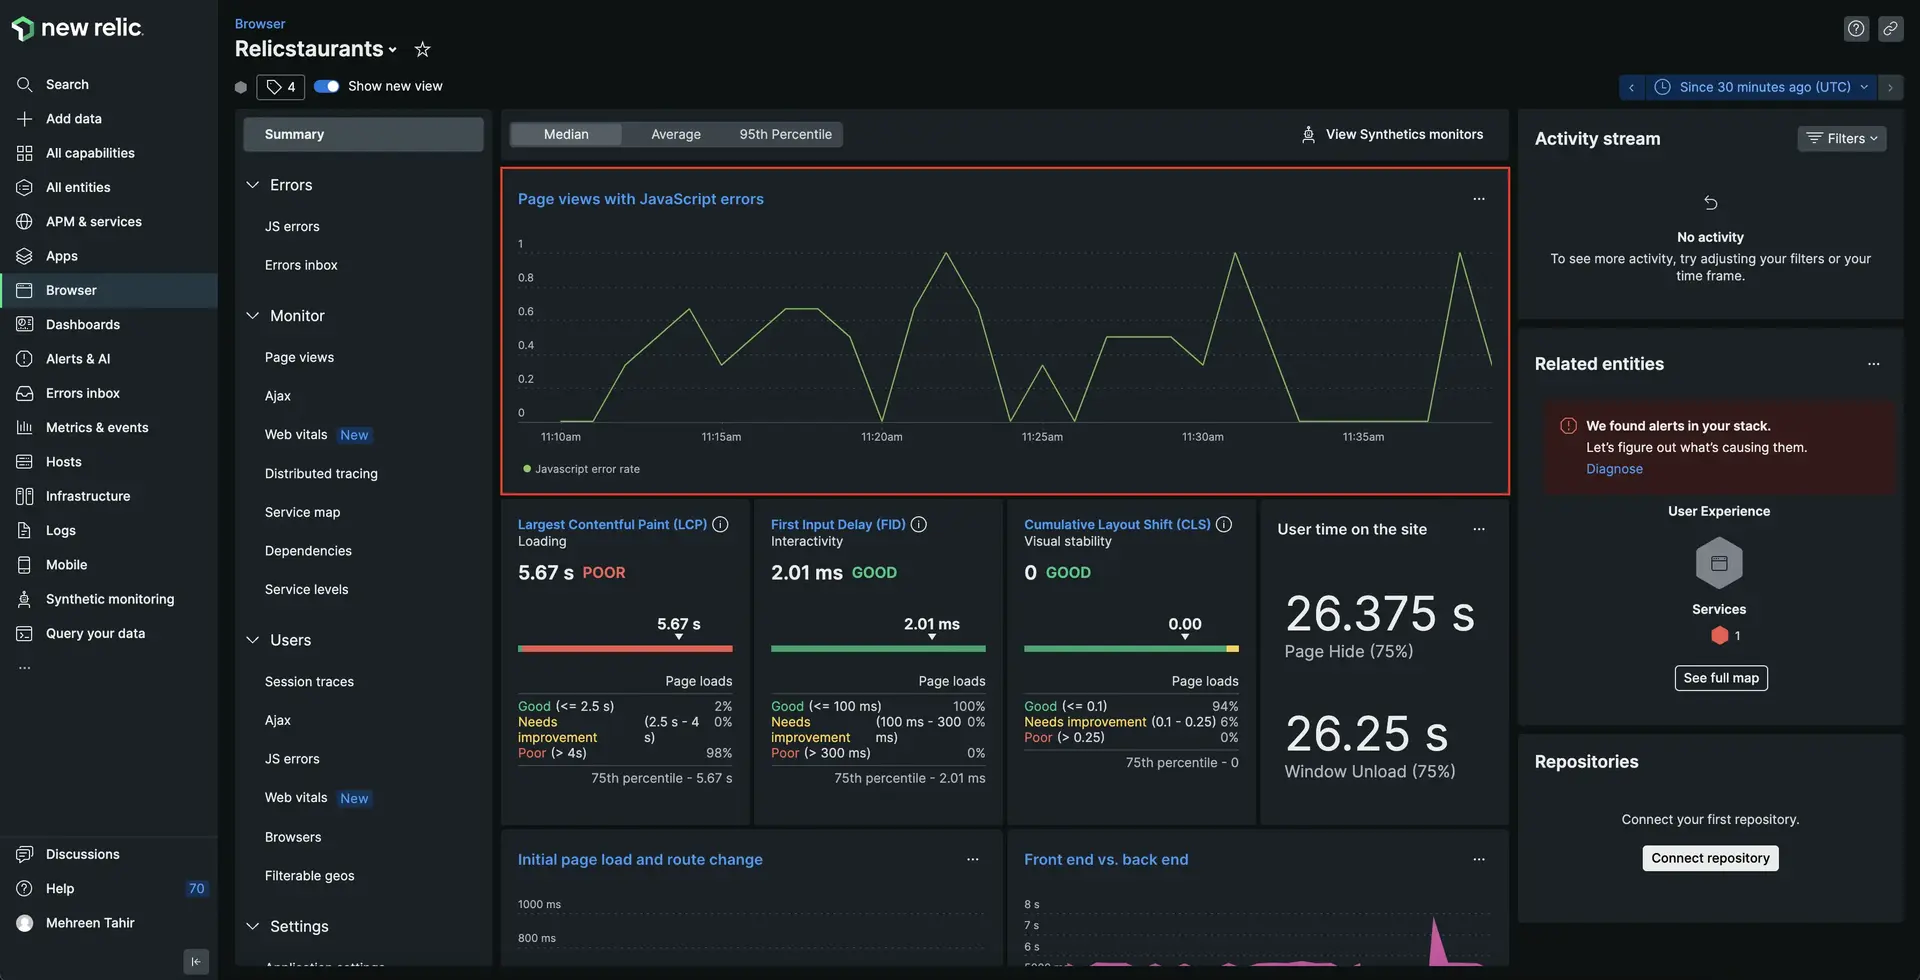 new relic.
Search
Add data
All capabilities
All entities
APM & services
Apps
Browser
Dashboards
Alerts & AI
Errors inbox
Metrics & events
Hosts
Infrastructure
Logs
Mobile
Synthetic monitoring
Query your data
...
Discussions
Help 70
Mehreen Tahir
Browser
Relicstaurants
4 Show new view
Since 30 minutes ago (UTC)
Summary
Errors
JS errors
Errors inbox
Monitor
Page views
Ajax
Web vitals New
Distributed tracing
Service map
Dependencies
Service levels
Users
Session traces
Ajax
JS errors
Web vitals New
Browsers
Filterable geos
Settings
Application settings
Median Average 95th Percentile
View Synthetics monitors
Page views with JavaScript errors ...
1
0.8
0.6
0.4
0.2
0
11:10am 11:15am 11:20am 11:25am 11:30am 11:35am
Javascript error rate
Largest Contentful Paint (LCP)
Loading
5.67 s POOR
5.67 s
Page loads
Good (<= 2.5 s) 2%
Needs improvement (2.5 s - 4 s) 0%
Poor (> 4s) 98%
75th percentile - 5.67 s
First Input Delay (FID)
Interactivity
2.01 ms GOOD
2.01 ms
Page loads
Good (<= 100 ms) 100%
Needs improvement (100 ms - 300 ms) 0%
Poor (> 300 ms) 0%
75th percentile - 2.01 ms
Cumulative Layout Shift (CLS)
Visual stability
0 GOOD
0.00
Page loads
Good (<= 0.1) 94%
Needs improvement (0.1 - 0.25) 6%
Poor (> 0.25) 0%
75th percentile - 0
User time on the site ...
26.375 s
Page Hide (75%)
26.25 s
Window Unload (75%)
Initial page load and route change ...
1000 ms
800 ms
Front end vs. back end ...
8 s
7 s
6 s
Activity stream Filters
No activity
To see more activity, try adjusting your filters or your
time frame.
Related entities ...
We found alerts in your stack.
Let's figure out what's causing them.
Diagnose
User Experience
Services
1
See full map
Repositories
Connect your first repository.
Connect repository